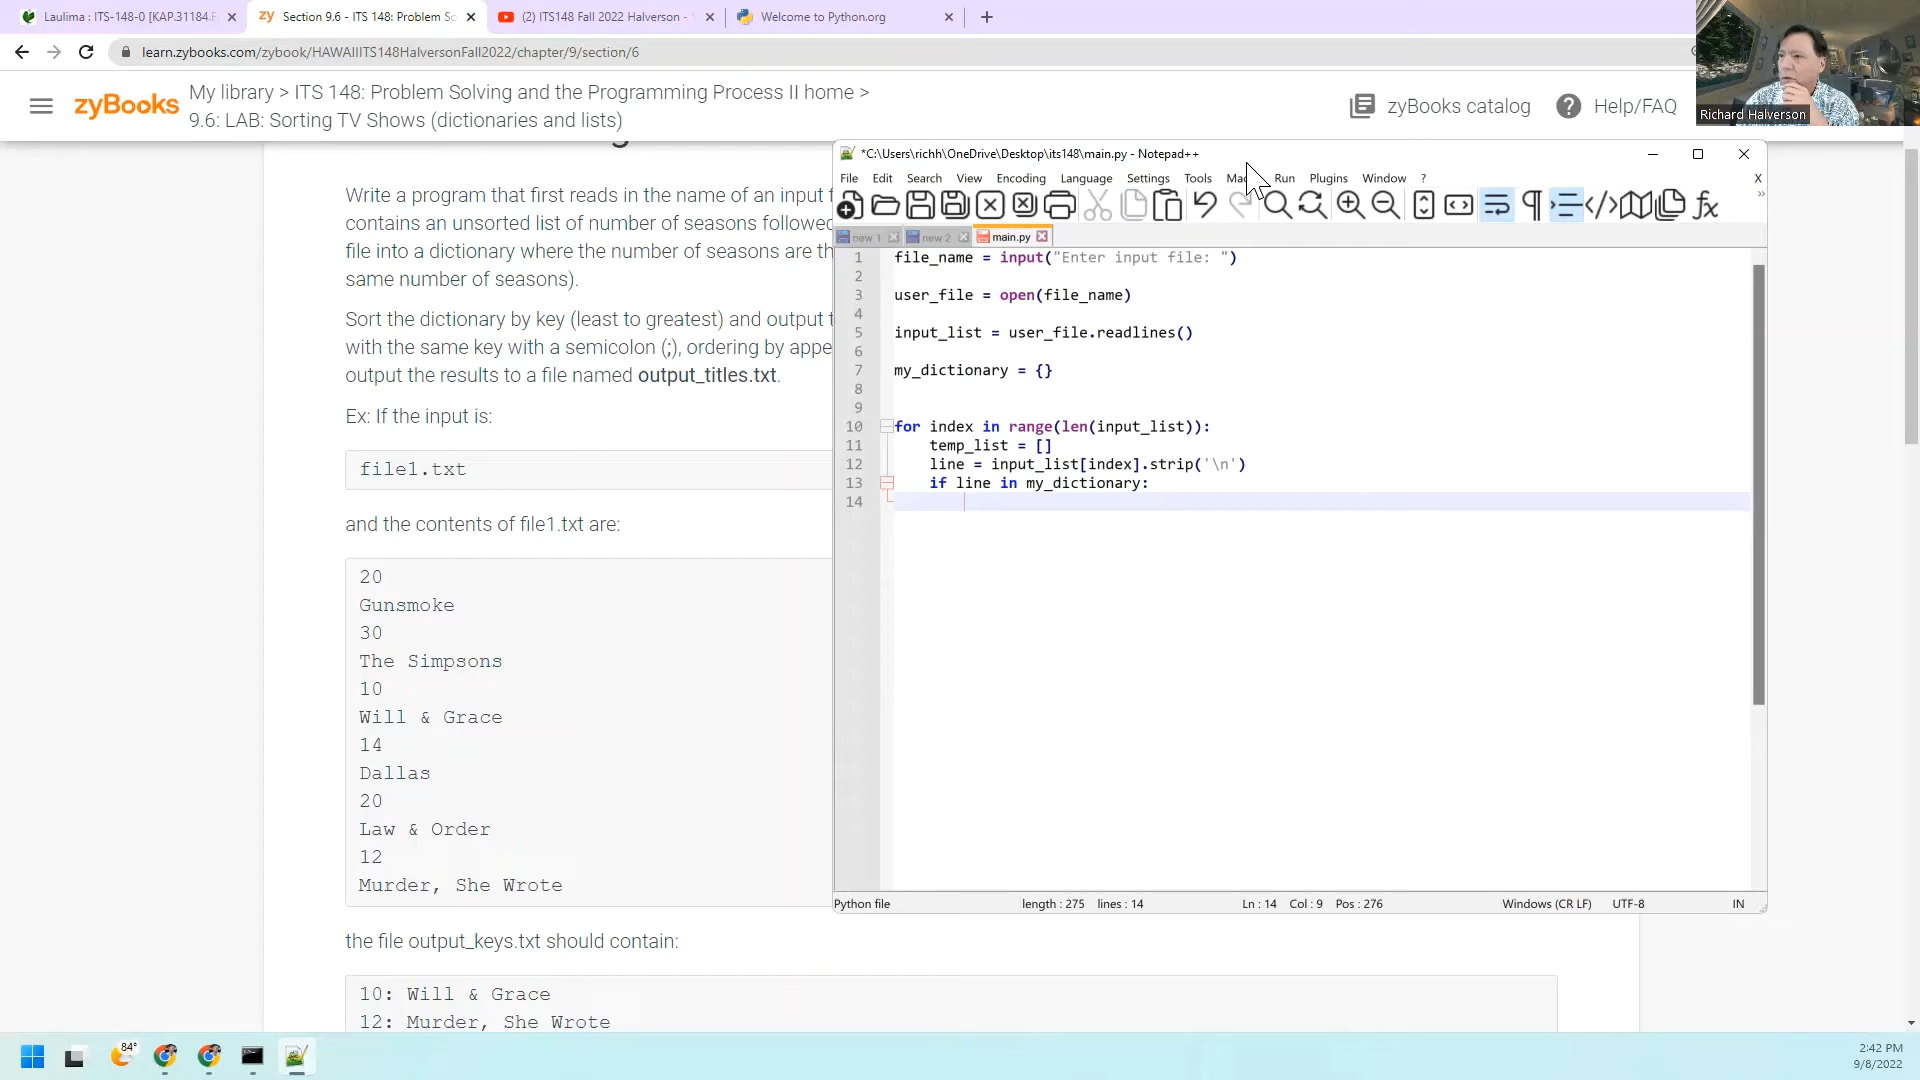 Laulima : ITS-148-0 [KAP.31184.F
Section 9.6 - ITS 148: Problem So
(2) ITS148 Fall 2022 Halverson -
Welcome to Python.org
learn.zybooks.com/zybook/HAWAIIITS148HalversonFall2022/chapter/9/section/6
zyBooks
My library > ITS 148: Problem Solving and the Programming Process II home >
9.6: LAB: Sorting TV Shows (dictionaries and lists)
zyBooks catalog
Help/FAQ
Richard Halverson
Write a program that first reads in the name of an input f
contains an unsorted list of number of seasons followed
file into a dictionary where the number of seasons are th
same number of seasons).
Sort the dictionary by key (least to greatest) and output t
with the same key with a semicolon (;), ordering by appe
output the results to a file named output_titles.txt.
Ex: If the input is:
file1.txt
and the contents of file1.txt are:
20
Gunsmoke
30
The Simpsons
10
Will & Grace
14
Dallas
20
Law & Order
12
Murder, She Wrote
the file output_keys.txt should contain:
10: Will & Grace
12: Murder, She Wrote
*C:\Users\richh\OneDrive\Desktop\its148\main.py - Notepad++
File Edit Search View Encoding Language Settings Tools Mac Run Plugins Window ? X
new 1 new 2 main.py
1 file_name = input("Enter input file: ")
2
3 user_file = open(file_name)
4
5 input_list = user_file.readlines()
6
7 my_dictionary = {}
8
9
10 for index in range(len(input_list)):
11 temp_list = []
12 line = input_list[index].strip('\n')
13 if line in my_dictionary:
14
Python file length : 275 lines : 14 Ln : 14 Col : 9 Pos : 276 Windows (CR LF) UTF-8 IN
84°
2:42 PM
9/8/2022